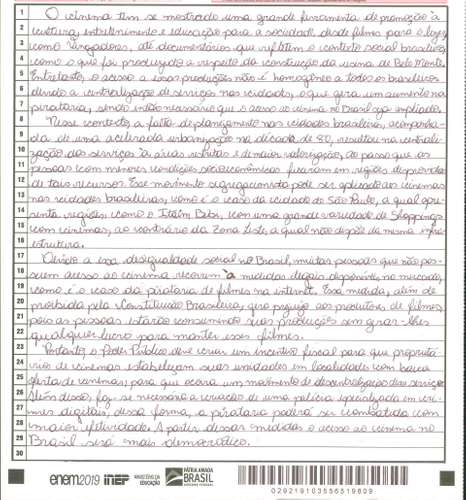 1 O cinema tem se mostrado uma grande ferramenta de promoção à
2 cultura, entretenimento e educação para a sociedade, desde filmes para o lazer
3 como Vingadores, até documentários que refletem o contexto social brasileiro,
4 como o que foi produzido a respeito da construção da usina de Belo Monte.
5 Entretanto, o acesso a essas produções não é homogêneo a todos os brasileiros
6 devido a centralização de serviços nas cidades, o que gera um aumento na
7 pirataria, sendo então necessário que o acesso ao cinema no Brasil seja ampliado.
8 Nesse contexto, a falta de planejamento nas cidades brasileiras, acompanha-
9 da de uma acelerada urbanização na década de 80, resultou na centrali-
10 zação dos serviços à áreas restritas e de maior valorização, ao passo que as
11 pessoas com menores condições socioeconômicas ficaram em regiões desprovidas
12 de tais recursos. Esse movimento segregacionista pode ser aplicado aos cinemas
13 nas cidades brasileiras, como é o caso da cidade de São Paulo, a qual apre-
14 senta regiões como o Itaim Bibi, com uma grande variedade de Shoppings
15 com cinemas, ao contrário da Zona Leste, a qual não dispõe da mesma infra-
16 estrutura.
17 Devido a essa desigualdade social no Brasil, muitas pessoas que não pos-
18 suem acesso ao cinema recorrem à medidas ilegais disponíveis no mercado,
19 como é o caso da pirataria de filmes na internet. Essa medida, além de
20 proibida pela Constituição Brasileira, gera prejuízo aos produtores de filmes,
21 pois as pessoas estarão consumindo suas produções sem gerar-lhes
22 qualquer lucro para manter esses filmes.
23 Portanto, o Poder Público deve criar um incentivo fiscal para que proprietá-
24 rios de cinemas estabeleçam suas unidades em localidades com baixa
25 oferta de cinemas, para que ocorra um movimento de descentralização dos serviços.
26 Além disso, faz-se necessária a criação de uma polícia especializada em cri-
27 mes digitais, dessa forma, a pirataria poderá ser combatida com
28 maior efetividade. A partir dessas medidas o acesso ao cinema no
29 Brasil será mais democrático.
30
enem2019 inep MINISTÉRIO DA EDUCAÇÃO PÁTRIA AMADA BRASIL GOVERNO FEDERAL
029219103556519809